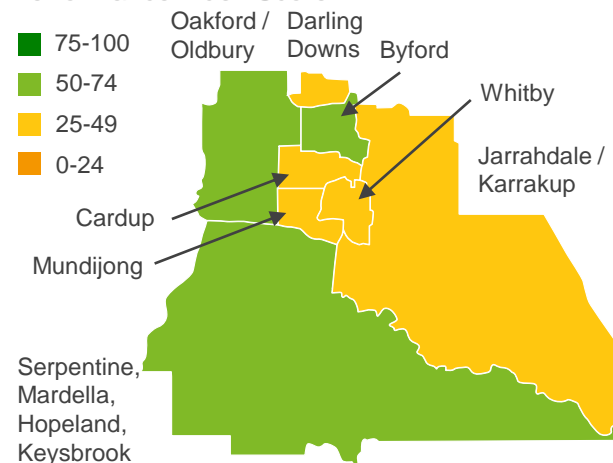 75-100
50-74
25-49
0-24
Oakford /
Oldbury
Darling
Downs
Byford
Whitby
Jarrahdale /
Karrakup
Cardup
Mundijong
Serpentine,
Mardella,
Hopeland,
Keysbrook